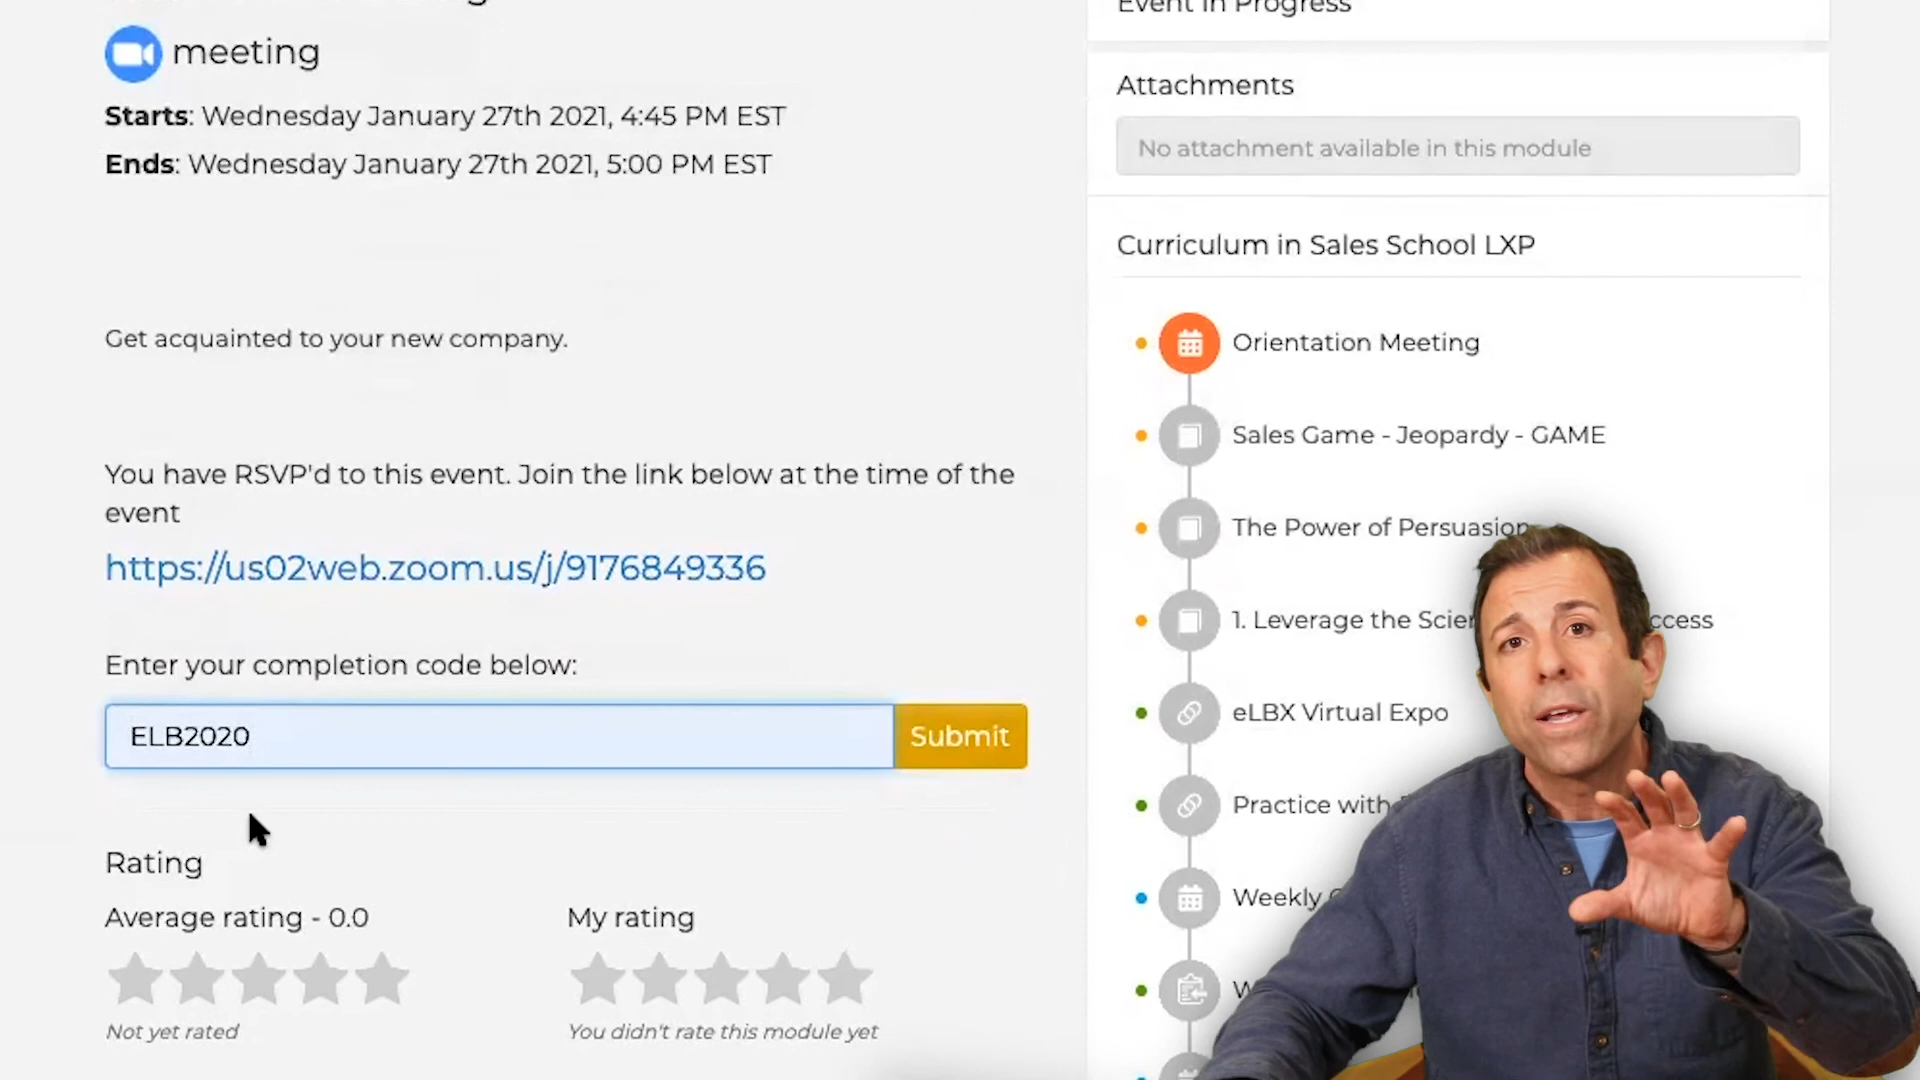 meeting
Starts: Wednesday January 27th 2021, 4:45 PM EST
Ends: Wednesday January 27th 2021, 5:00 PM EST
Get acquainted to your new company.
You have RSVP'd to this event. Join the link below at the time of the
event
https://us02web.zoom.us/j/9176849336
Enter your completion code below:
ELB2020
Submit
Rating
Average rating - 0.0
My rating
Not yet rated
You didn't rate this module yet
Event in Progress
Attachments
No attachment available in this module
Curriculum in Sales School LXP
Orientation Meeting
Sales Game - Jeopardy - GAME
The Power of Persuasion
1. Leverage the
eLBX Virtual Expo
Practice with
Weekly